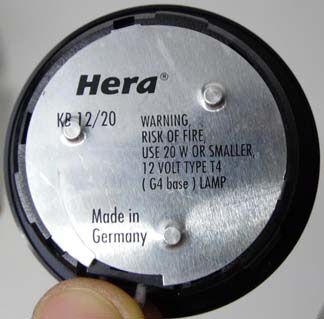 Hera®
KB 12/20
WARNING,
RISK OF FIRE,
USE 20 W OR SMALLER,
12 VOLT TYPE T4
( G4 base ) LAMP
Made in
Germany